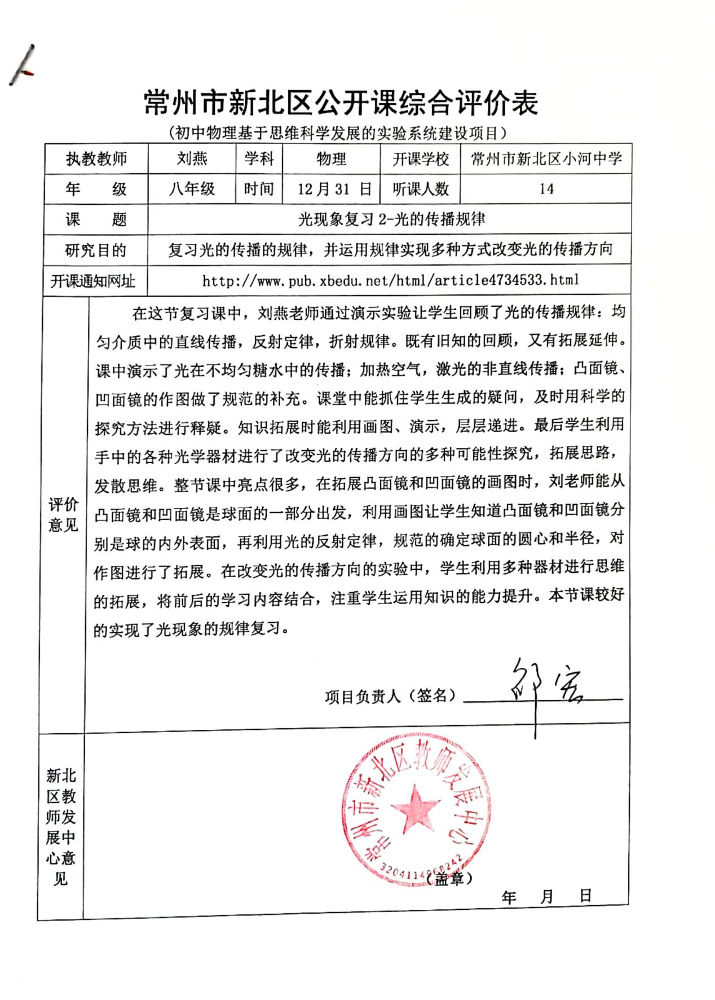 常州市新北区公开课综合评价表
（初中物理基于思维科学发展的实验系统建设项目）
执教教师 刘燕 学科 物理 开课学校 常州市新北区小河中学
年 级 八年级 时间 12月31 日 听课人数 14
课 题 光现象复习2-光的传播规律
研究目的 复习光的传播的规律，并运用规律实现多种方式改变光的传播方向
开课通知网址 http://www.pub.xbedu.net/html/article4734533.html
评价
意见
在这节复习课中，刘燕老师通过演示实验让学生回顾了光的传播规律：均
匀介质中的直线传播，反射定律，折射规律。既有旧知的回顾，又有拓展延伸。
课中演示了光在不均匀糖水中的传播；加热空气，激光的非直线传播；凸面镜、
凹面镜的作图做了规范的补充。课堂中能抓住学生生成的疑问，及时用科学的
探究方法进行释疑。知识拓展时能利用画图、演示，层层递进。最后学生利用
手中的各种光学器材进行了改变光的传播方向的多种可能性探究，拓展思路，
发散思维。整节课中亮点很多，在拓展凸面镜和凹面镜的画图时，刘老师能从
凸面镜和凹面镜是球面的一部分出发，利用画图让学生知道凸面镜和凹面镜分
别是球的内外表面，再利用光的反射定律，规范的确定球面的圆心和半径，对
作图进行了拓展。在改变光的传播方向的实验中，学生利用多种器材进行思维
的拓展，将前后的学习内容结合，注重学生运用知识的能力提升。本节课较好
的实现了光现象的规律复习。
项目负责人（签名） 邵宏
新北
区教
师发
展中
心意
见
常州市新北区教师发展中心
（盖章）
年 月 日